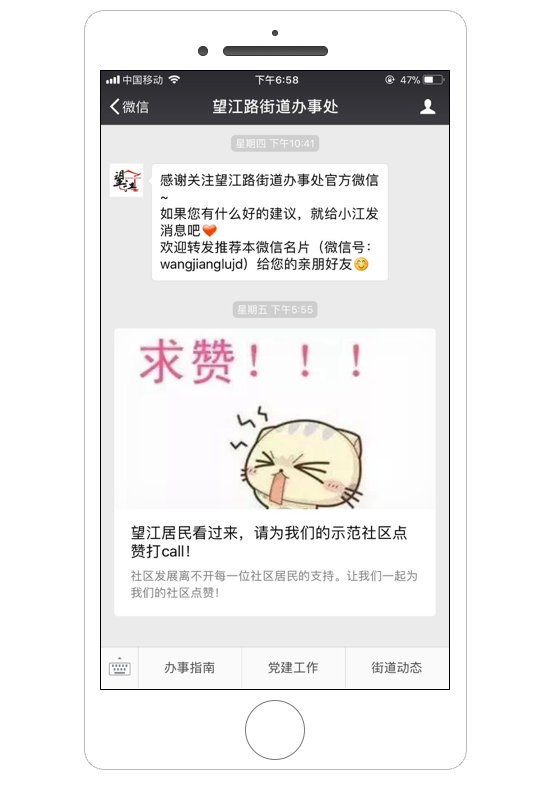 中国移动
下午6:58
47%
微信
望江路街道办事处
星期四 下午10:41
望江
感谢关注望江路街道办事处官方微信
~
如果您有什么好的建议，就给小江发
消息吧❤️
欢迎转发推荐本微信名片（微信号：
wangjianglujd）给您的亲朋好友😊
星期五 下午5:55
求赞！！！
望江居民看过来，请为我们的示范社区点
赞打call！
社区发展离不开每一位社区居民的支持。让我们一起为
我们的社区点赞！
办事指南
党建工作
街道动态